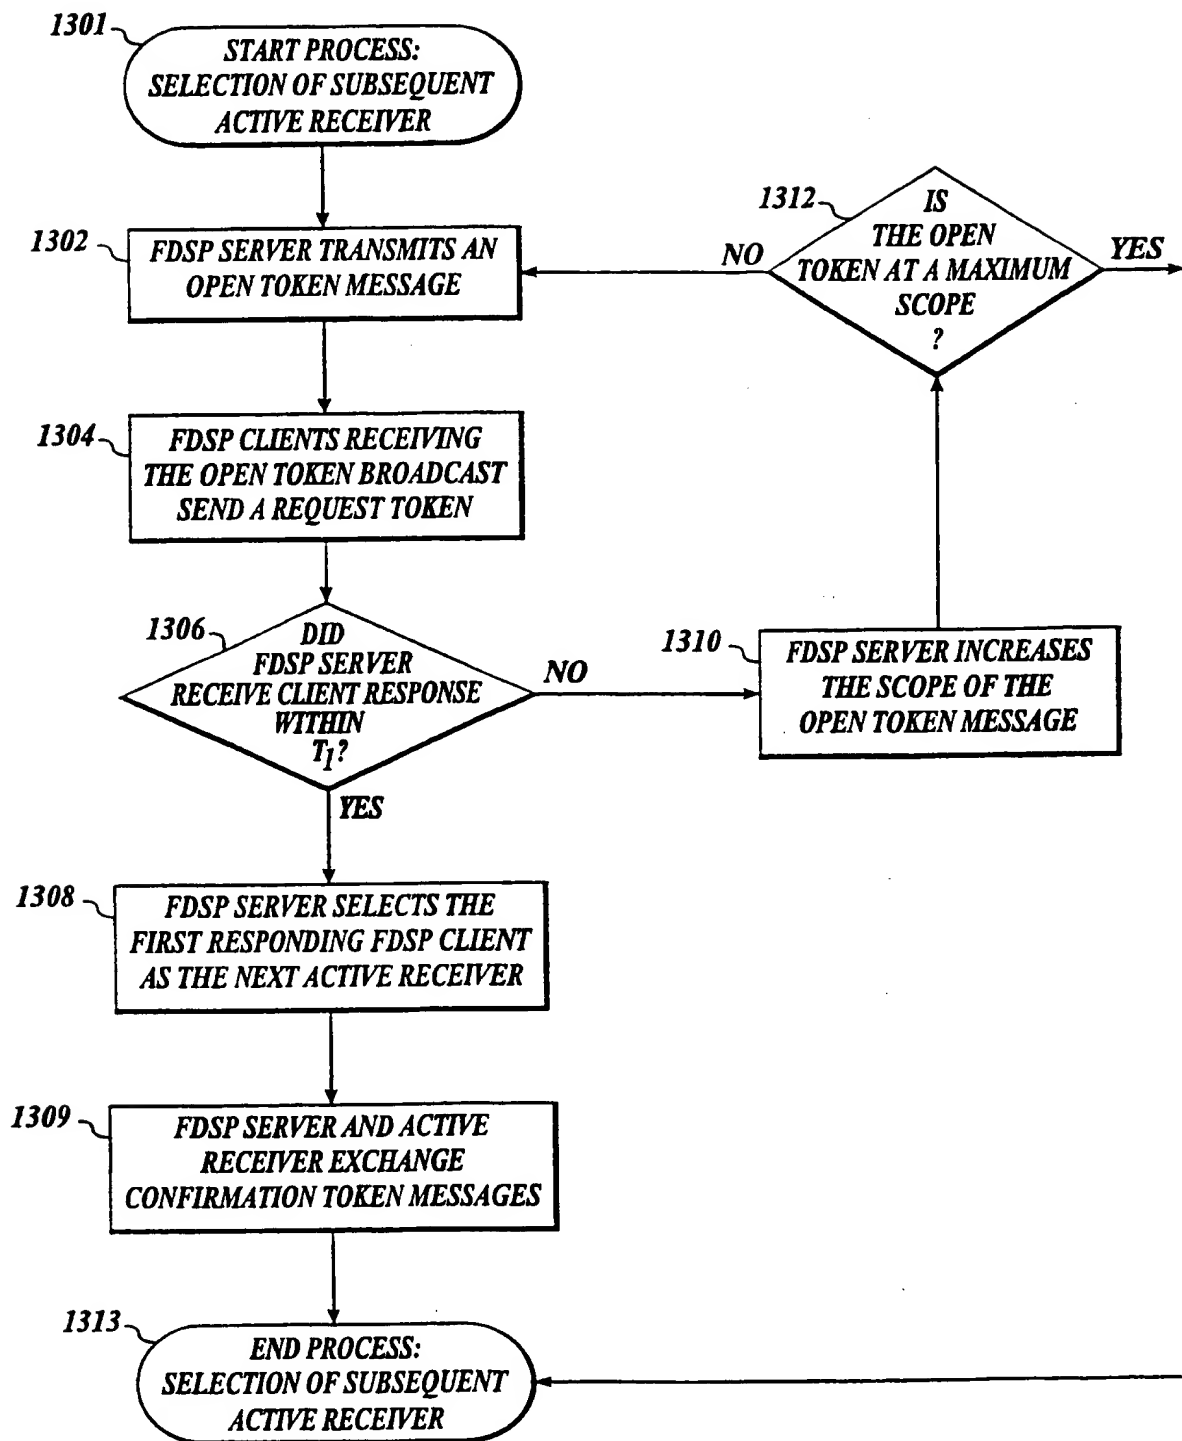 1301
START PROCESS:
SELECTION OF SUBSEQUENT
ACTIVE RECEIVER
1302
FDSP SERVER TRANSMITS AN
OPEN TOKEN MESSAGE
1312
IS
THE OPEN
TOKEN AT A MAXIMUM
SCOPE
?
NO
YES
1304
FDSP CLIENTS RECEIVING
THE OPEN TOKEN BROADCAST
SEND A REQUEST TOKEN
1306
DID
FDSP SERVER
RECEIVE CLIENT RESPONSE
WITHIN
T1?
NO
YES
1310
FDSP SERVER INCREASES
THE SCOPE OF THE
OPEN TOKEN MESSAGE
1308
FDSP SERVER SELECTS THE
FIRST RESPONDING FDSP CLIENT
AS THE NEXT ACTIVE RECEIVER
1309
FDSP SERVER AND ACTIVE
RECEIVER EXCHANGE
CONFIRMATION TOKEN MESSAGES
1313
END PROCESS:
SELECTION OF SUBSEQUENT
ACTIVE RECEIVER